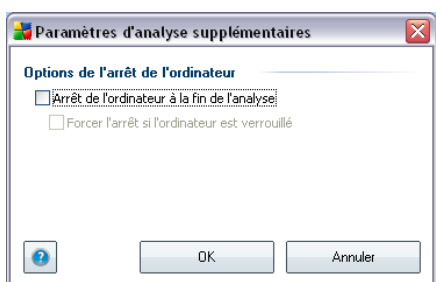 Paramètres d'analyse supplémentaires
Options de l'arrêt de l'ordinateur
Arrêt de l'ordinateur à la fin de l'analyse
Forcer l'arrêt si l'ordinateur est verrouillé
? OK Annuler